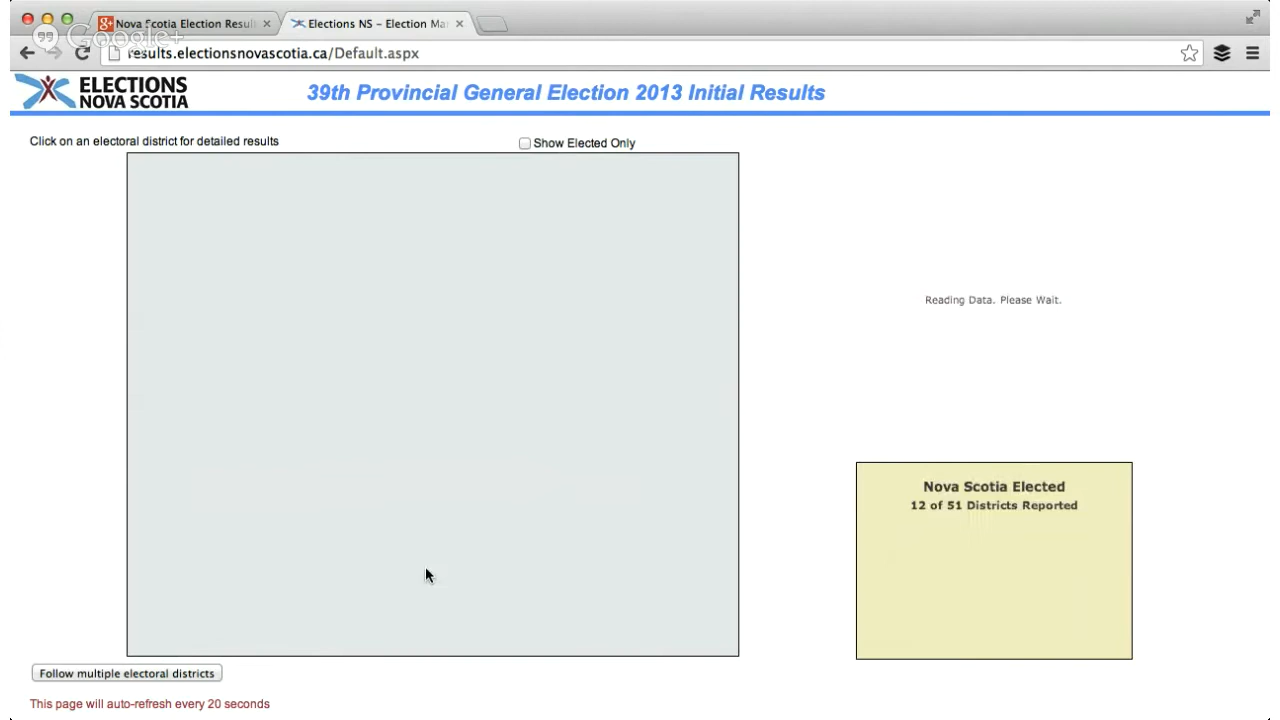 Nova Scotia Election Resul
Elections NS – Election Ma
Google+
results.electionsnovascotia.ca/Default.aspx
ELECTIONS
NOVA SCOTIA
39th Provincial General Election 2013 Initial Results
Click on an electoral district for detailed results
Show Elected Only
Reading Data. Please Wait.
Nova Scotia Elected
12 of 51 Districts Reported
Follow multiple electoral districts
This page will auto-refresh every 20 seconds